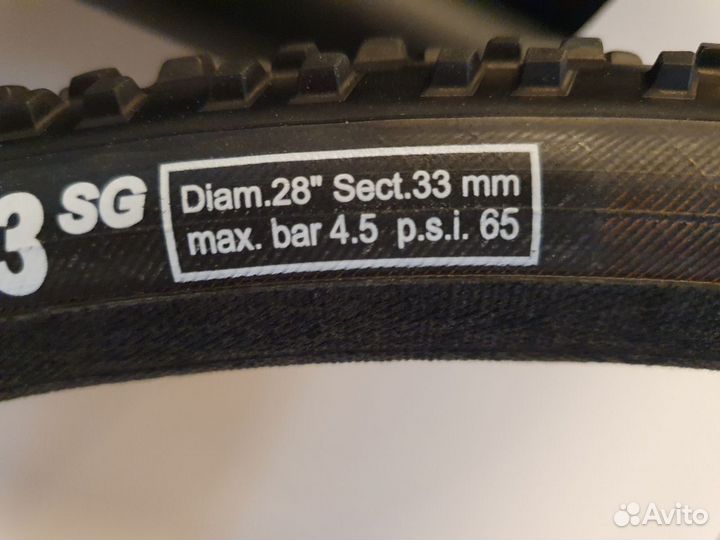 3 SG
Diam.28" Sect.33 mm
max. bar 4.5 p.s.i. 65
Avito